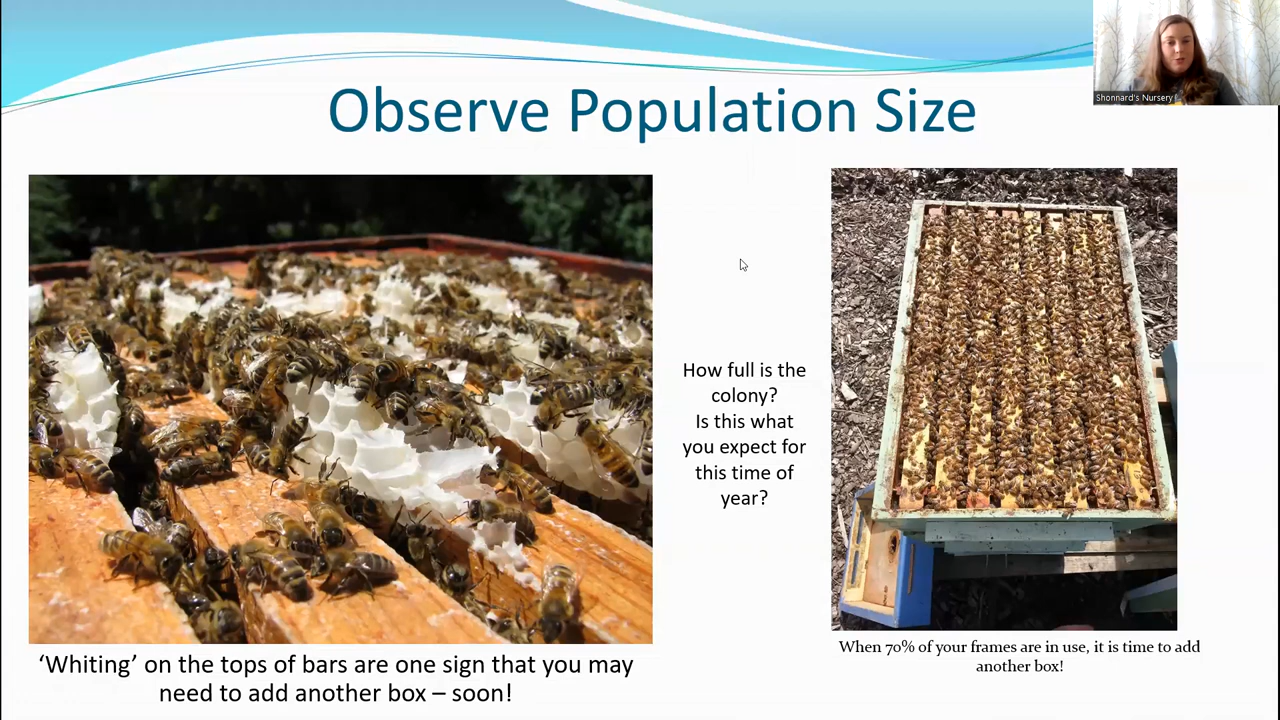 Shonnard's Nursery
Observe Population Size
How full is the
colony?
Is this what
you expect for
this time of
year?
‘Whiting’ on the tops of bars are one sign that you may
need to add another box – soon!
When 70% of your frames are in use, it is time to add
another box!